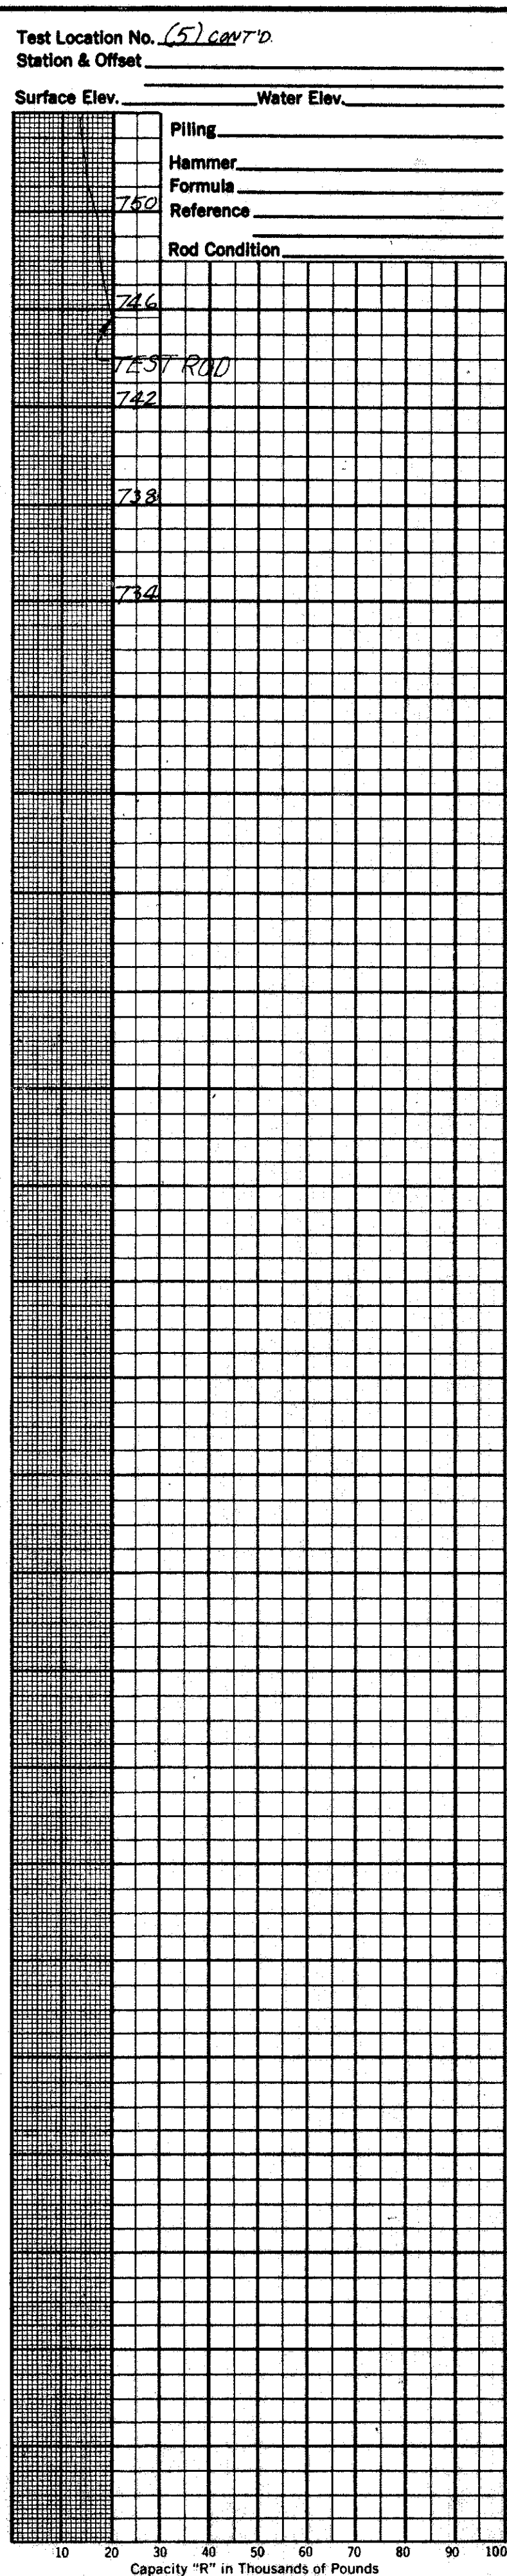 Test Location No. (5) CONT'D.
Station & Offset
Surface Elev. Water Elev.
Piling
Hammer
Formula
750
Reference
Rod Condition
746
TEST ROD
742
738
734
10 20 30 40 50 60 70 80 90 100
Capacity "R" in Thousands of Pounds